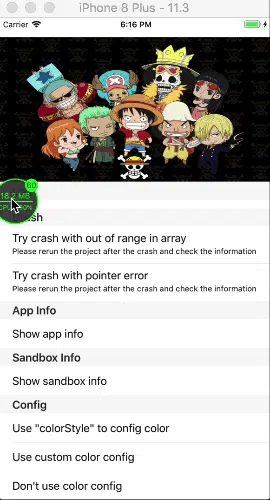 iPhone 8 Plus - 11.3
Carrier
6:16 PM
60
Try crash with out of range in array
Please rerun the project after the crash and check the information
Try crash with pointer error
Please rerun the project after the crash and check the information
App Info
Show app info
Sandbox Info
Show sandbox info
Config
Use "colorStyle" to config color
Use custom color config
Don't use color config